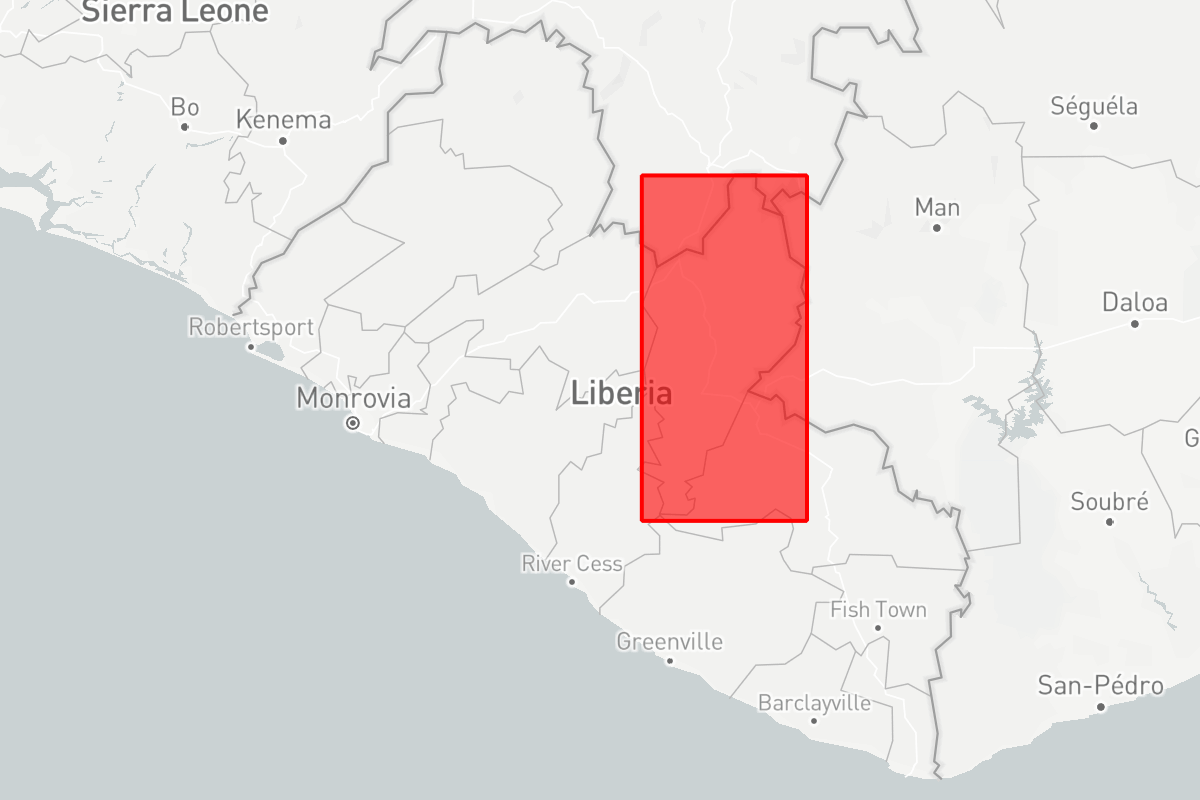 Sierra Leone
Bo
Kenema
Séguéla
Man
Daloa
Robertsport
Monrovia
Liberia
G
Soubré
River Cess
Fish Town
Greenville
San-Pédro
Barclayville